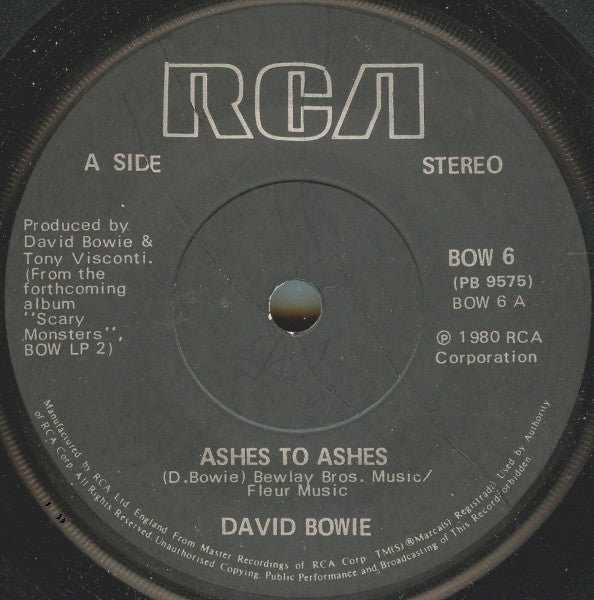 RCA
A SIDE
STEREO
Produced by
David Bowie &
Tony Visconti.
(From the
forthcoming
album
"Scary
Monsters",
BOW LP 2)
BOW 6
(PB 9575)
BOW 6 A
℗ 1980 RCA
Corporation
ASHES TO ASHES
(D.Bowie) Bewlay Bros. Music/
Fleur Music
DAVID BOWIE
Manufactured by RCA Ltd. England From Master Recordings of RCA Corp. TM(S)®Marca(s) Registrada(s) Used by Authority
of RCA Corp. All Rights Reserved. Unauthorised Copying, Public Performance and Broadcasting of This Record Forbidden.